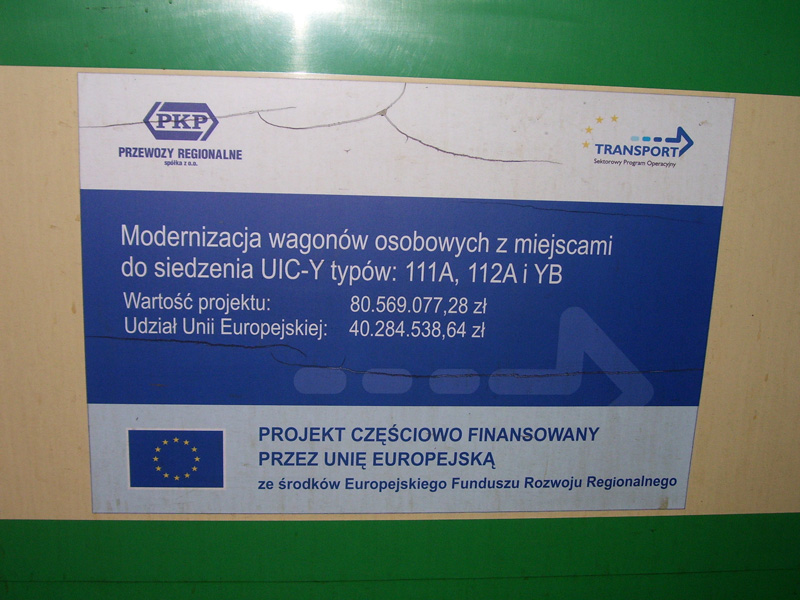 PKP
PRZEWOZY REGIONALNE
spółka z o.o.
TRANSPORT
Sektorowy Program Operacyjny
Modernizacja wagonów osobowych z miejscami
do siedzenia UIC-Y typów: 111A, 112A i YB
Wartość projektu: 80.569.077,28 zł
Udział Unii Europejskiej: 40.284.538,64 zł
PROJEKT CZĘŚCIOWO FINANSOWANY
PRZEZ UNIĘ EUROPEJSKĄ
ze środków Europejskiego Funduszu Rozwoju Regionalnego